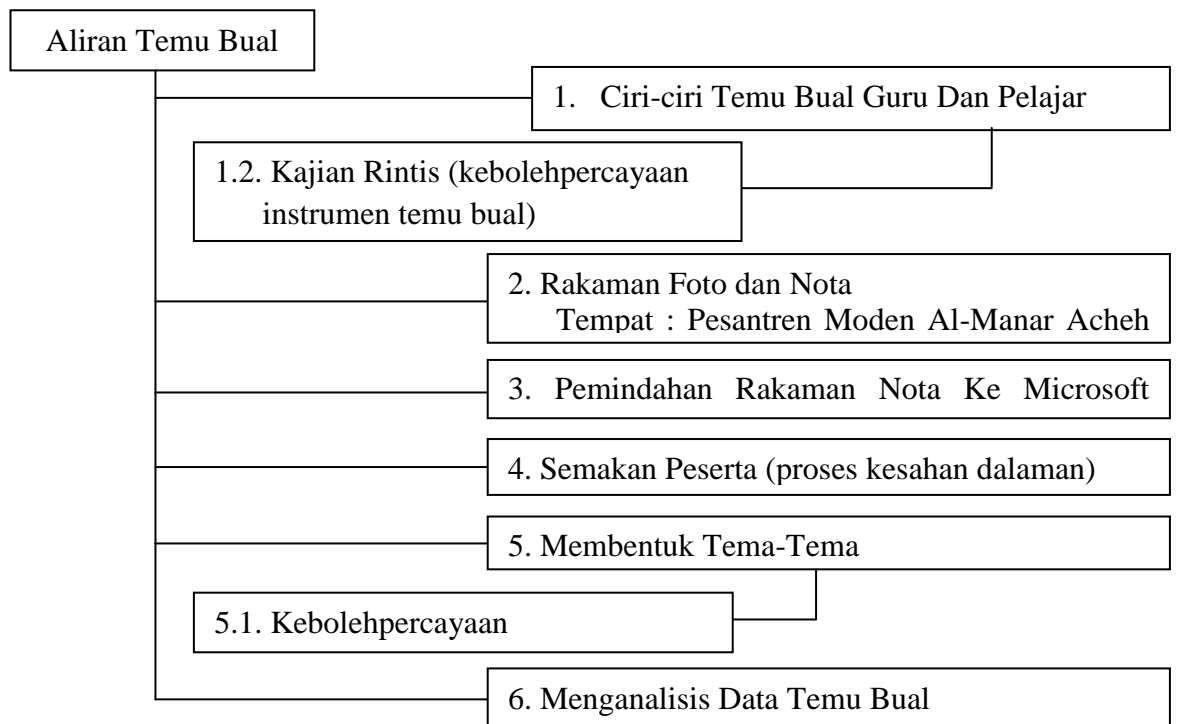 Aliran Temu Bual
1. Ciri-ciri Temu Bual Guru Dan Pelajar
1.2. Kajian Rintis (kebolehpercayaan
instrumen temu bual)
2. Rakaman Foto dan Nota
Tempat : Pesantren Moden Al-Manar Acheh
3. Pemindahan Rakaman Nota Ke Microsoft
4. Semakan Peserta (proses kesahan dalaman)
5. Membentuk Tema-Tema
5.1. Kebolehpercayaan
6. Menganalisis Data Temu Bual